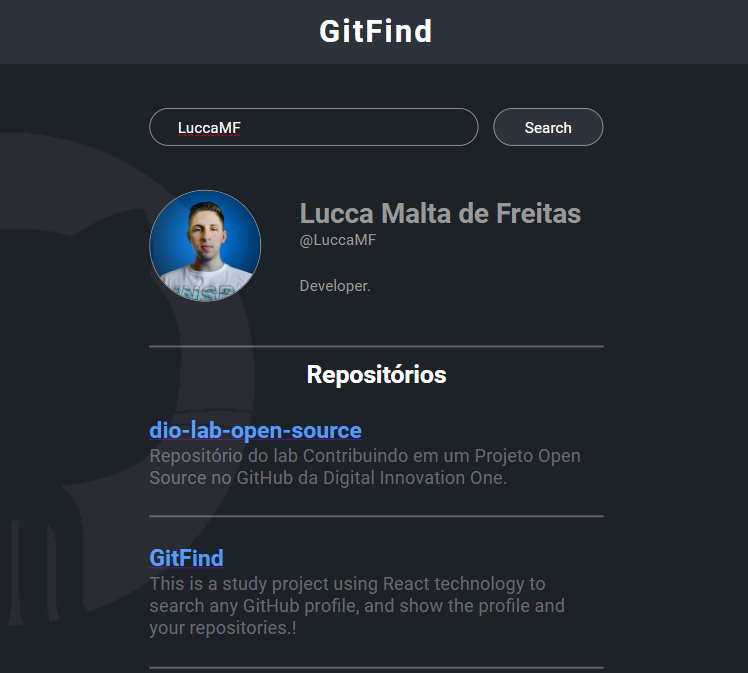 GitFind
LuccaMF
Search
Lucca Malta de Freitas
@LuccaMF
Developer.
Repositórios
dio-lab-open-source
Repositório do lab Contribuindo em um Projeto Open
Source no GitHub da Digital Innovation One.
GitFind
This is a study project using React technology to
search any GitHub profile, and show the profile and
your repositories.!